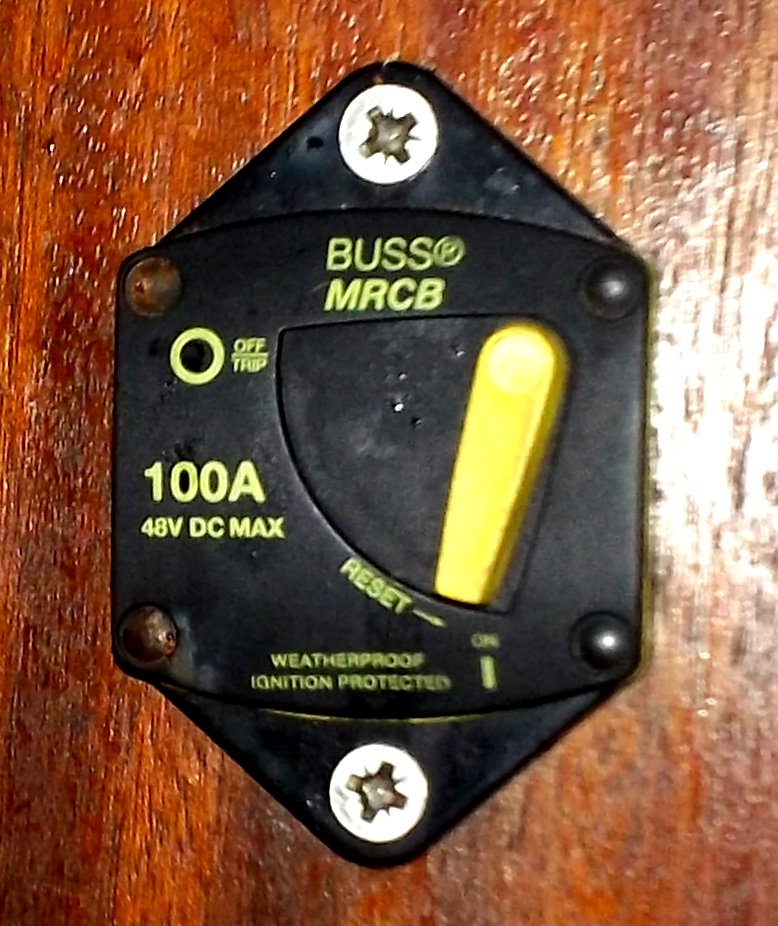 BUSS®
MRCB
OFF
TRIP
100A
48V DC MAX
RESET —
ON
WEATHERPROOF
IGNITION PROTECTED